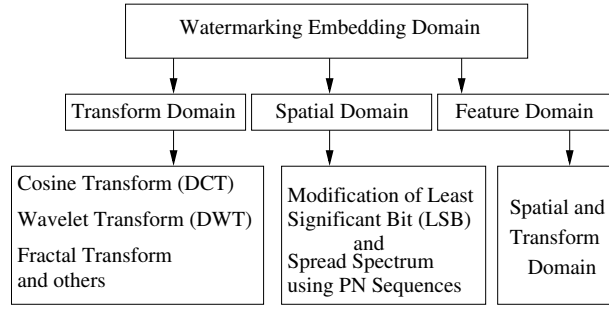 Watermarking Embedding Domain
Transform Domain
Spatial Domain
Feature Domain
Cosine Transform (DCT)
Wavelet Transform (DWT)
Fractal Transform
and others
Modification of Least
Significant Bit (LSB)
and
Spread Spectrum
using PN Sequences
Spatial and
Transform
Domain